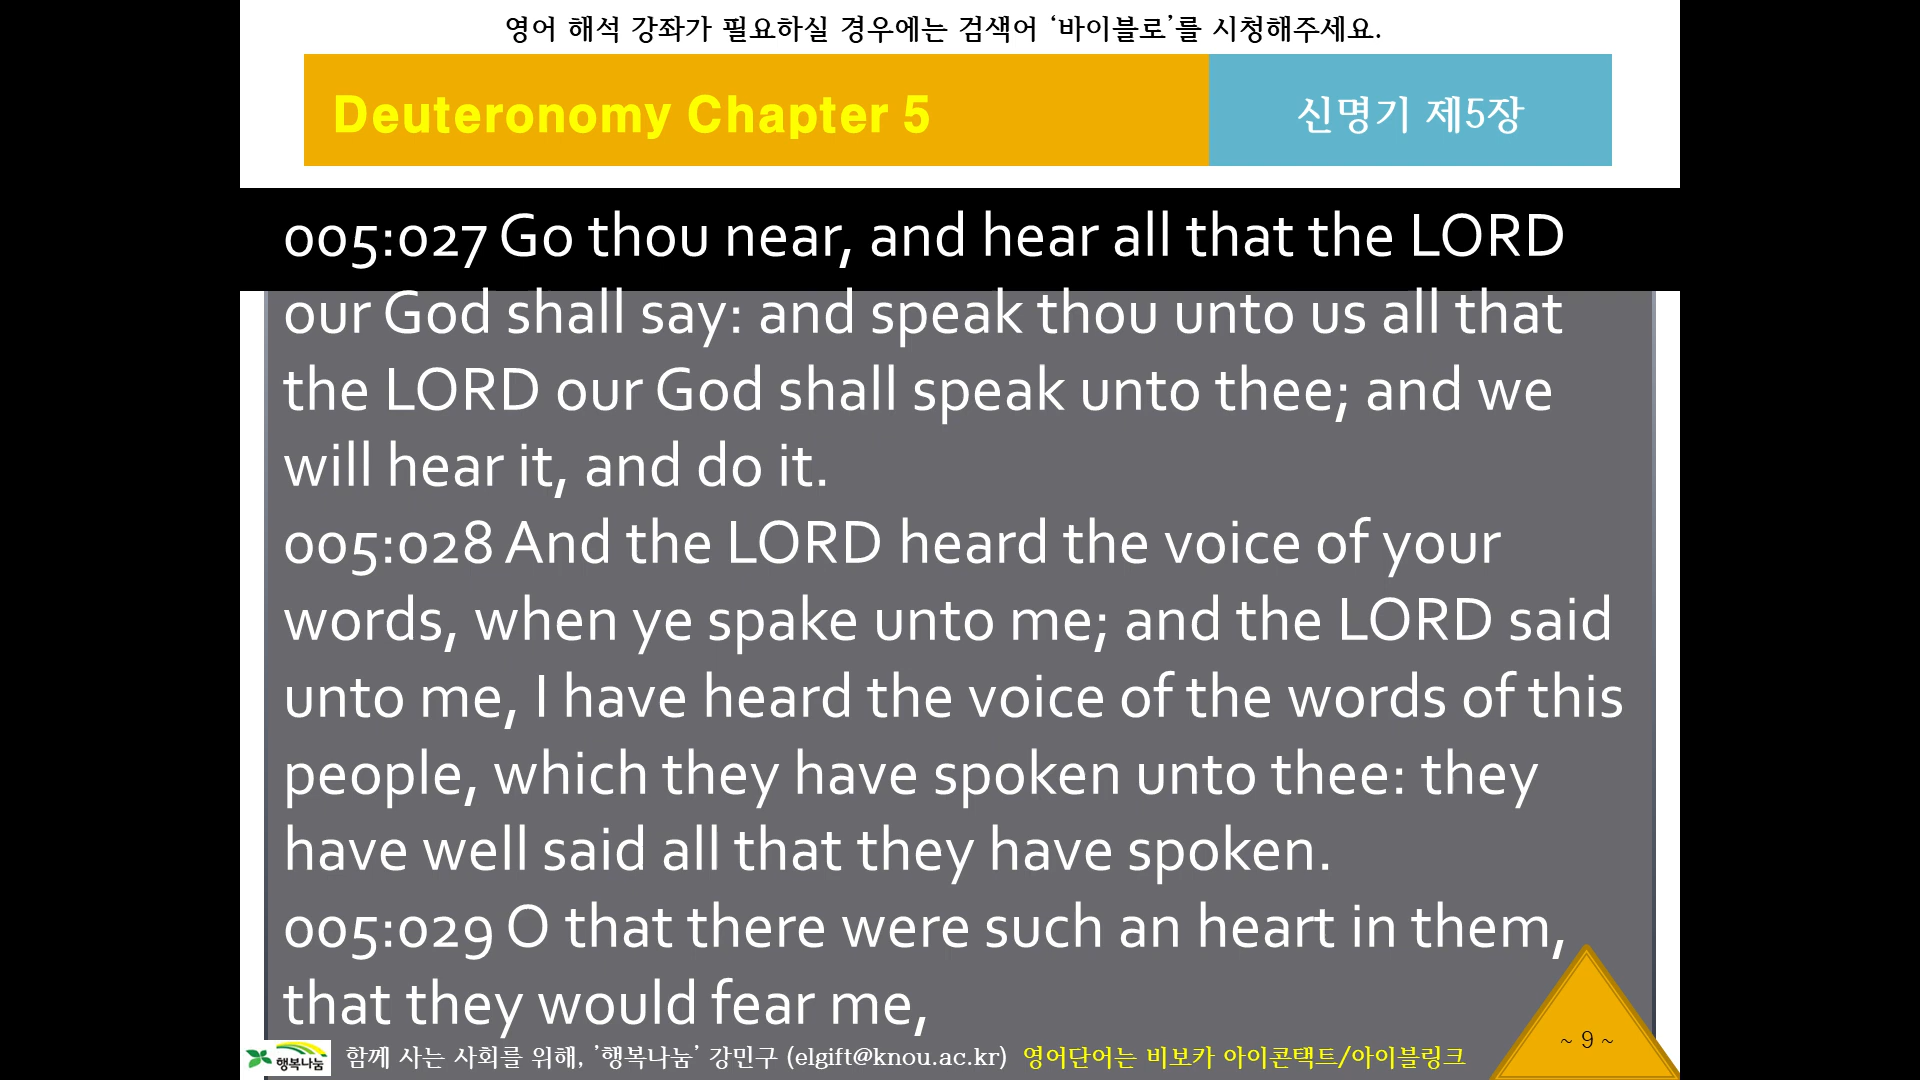 영어 해석 강좌가 필요하실 경우에는 검색어 ‘바이블로’를 시청해주세요.
Deuteronomy Chapter 5
신명기 제5장
005:027 Go thou near, and hear all that the LORD
our God shall say: and speak thou unto us all that
the LORD our God shall speak unto thee; and we
will hear it, and do it.
005:028 And the LORD heard the voice of your
words, when ye spake unto me; and the LORD said
unto me, I have heard the voice of the words of this
people, which they have spoken unto thee: they
have well said all that they have spoken.
005:029 O that there were such an heart in them,
that they would fear me,
~ 9 ~
행복나눔
함께 사는 사회를 위해, ’행복나눔’ 강민구 (elgift@knou.ac.kr) 영어단어는 비보카 아이콘택트/아이블링크